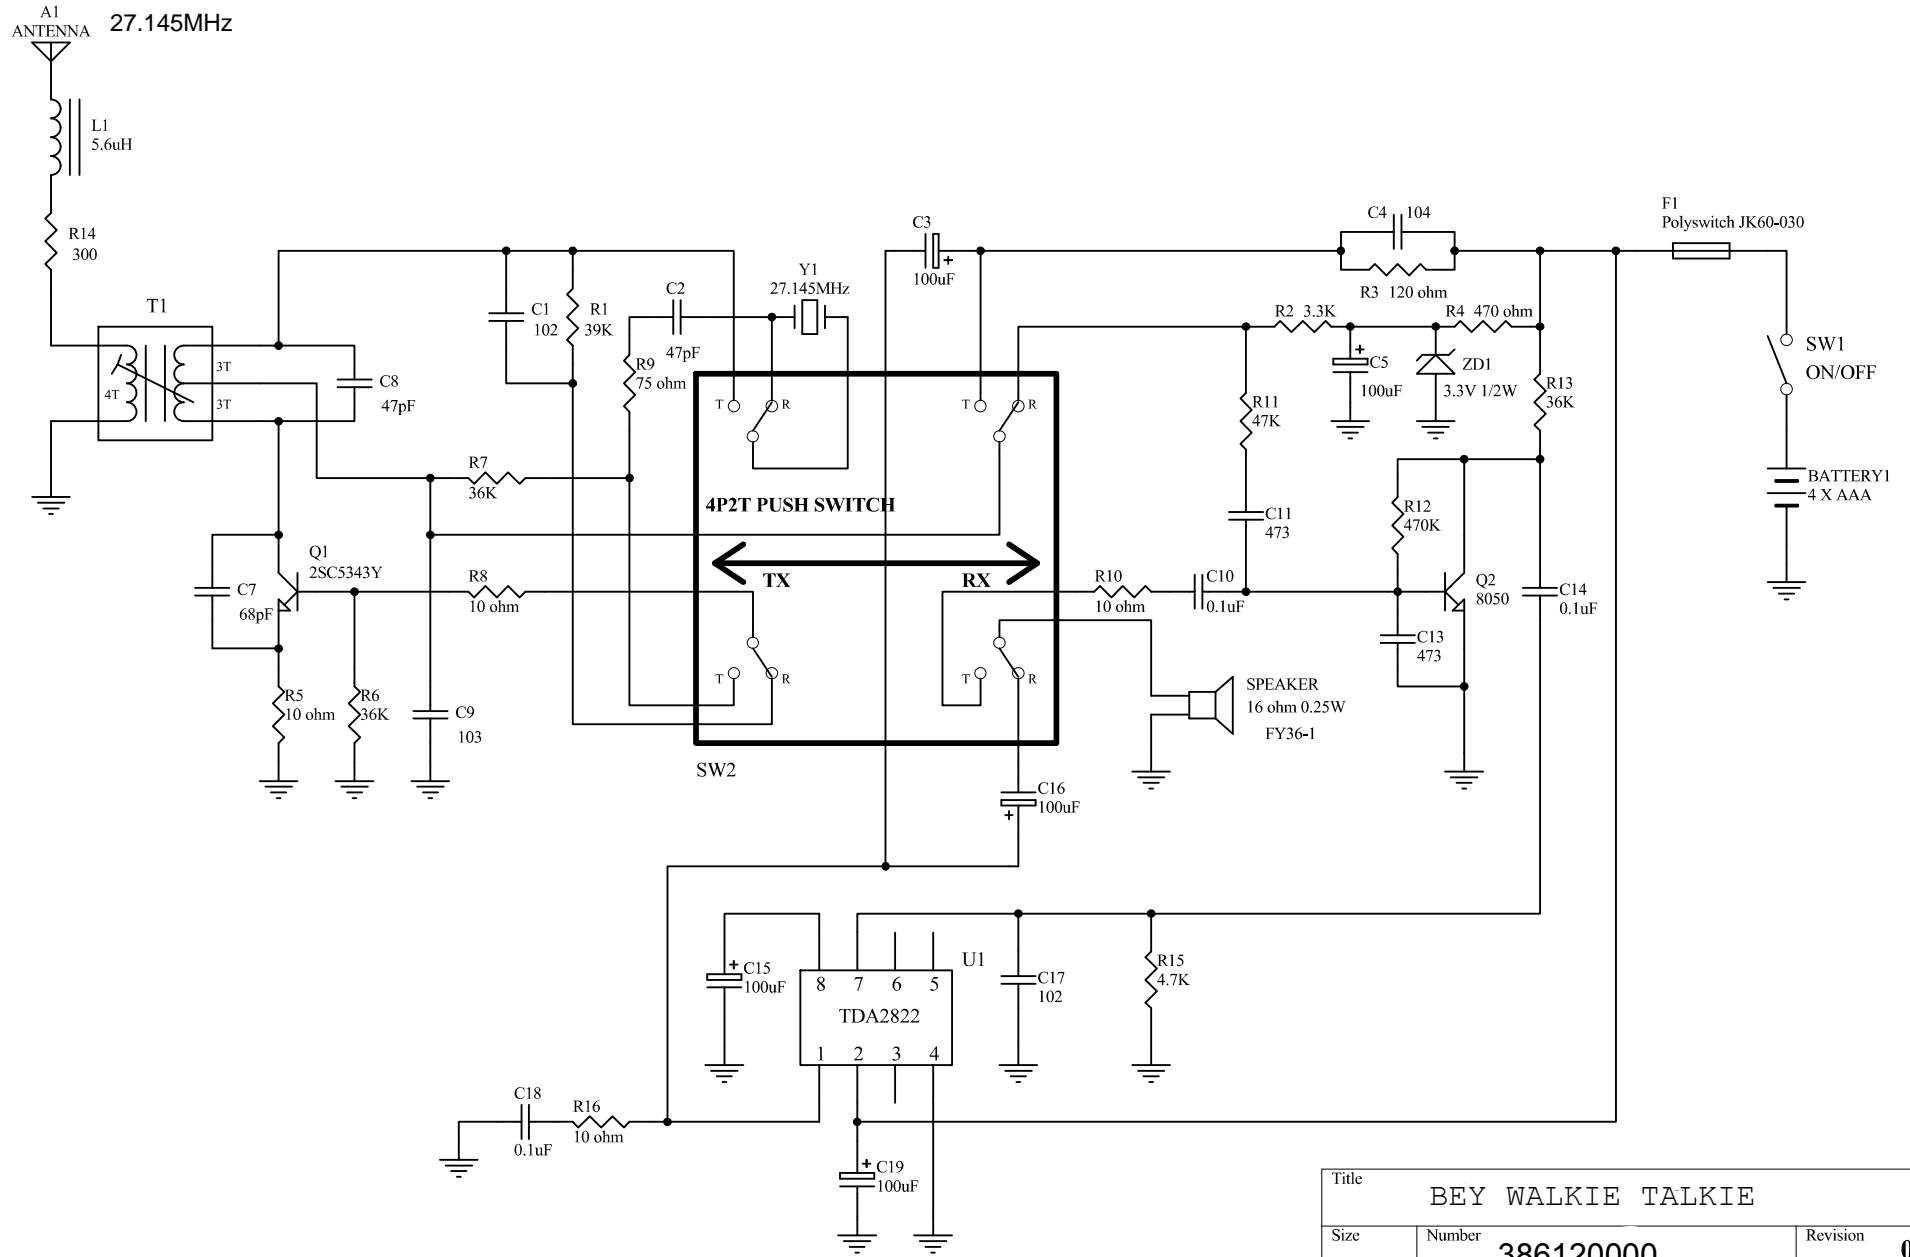 A1
ANTENNA
27.145MHz
L1
5.6uH
R14
300
T1
4T
3T
3T
C8
47pF
C1
102
R1
39K
C2
47pF
R9
75 ohm
Y1
27.145MHz
C3
+
100uF
C4
104
R3 120 ohm
F1
Polyswitch JK60-030
R2 3.3K
R4 470 ohm
+
C5
100uF
ZD1
3.3V 1/2W
R13
36K
SW1
ON/OFF
BATTERY1
4 X AAA
T
R
T
R
R11
47K
R7
36K
4P2T PUSH SWITCH
TX
RX
C11
473
R12
470K
Q1
2SC5343Y
C7
68pF
R8
10 ohm
R10
10 ohm
C10
0.1uF
Q2
8050
C14
0.1uF
C13
473
T
R
T
R
R5
10 ohm
R6
36K
C9
103
SPEAKER
16 ohm 0.25W
FY36-1
SW2
C16
100uF
+
+
C15
100uF
U1
8 7 6 5
TDA2822
1 2 3 4
C17
102
R15
4.7K
C18
0.1uF
R16
10 ohm
+
C19
100uF
Title
BEY WALKIE TALKIE
Size
Number
386120000
Revision
0